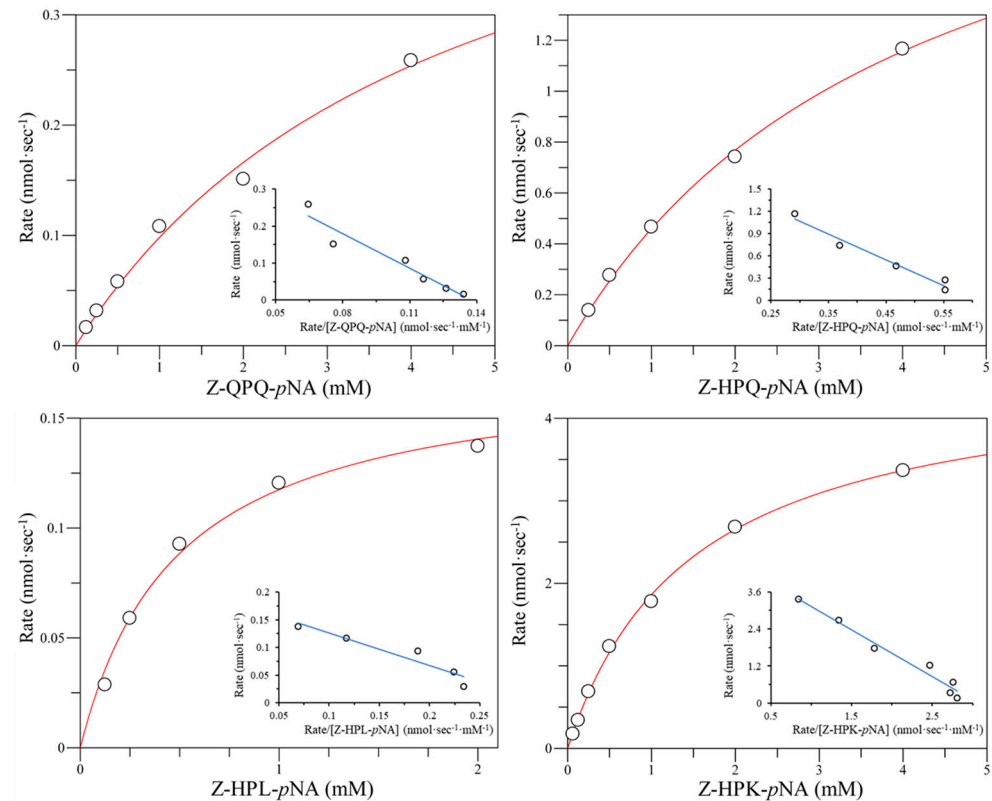 0.3
0.2
0.1
0
Rate (nmol·sec-1)
0 1 2 3 4 5
Z-QPQ-pNA (mM)
0.3
0.2
0.1
0
Rate (nmol·sec-1)
0.05 0.08 0.11 0.14
Rate/[Z-QPQ-pNA] (nmol·sec-1·mM-1)
1.2
1
0.8
0.6
0.4
0.2
0
Rate (nmol·sec-1)
0 1 2 3 4 5
Z-HPQ-pNA (mM)
1.5
1.2
0.9
0.6
0.3
0
Rate (nmol·sec-1)
0.25 0.35 0.45 0.55
Rate/[Z-HPQ-pNA] (nmol·sec-1·mM-1)
0.15
0.1
0.05
0
Rate (nmol·sec-1)
0 1 2
Z-HPL-pNA (mM)
0.2
0.15
0.1
0.05
0
Rate (nmol·sec-1)
0.05 0.1 0.15 0.2 0.25
Rate/[Z-HPL-pNA] (nmol·sec-1·mM-1)
4
2
0
Rate (nmol·sec-1)
0 1 2 3 4 5
Z-HPK-pNA (mM)
3.6
2.4
1.2
0
Rate (nmol·sec-1)
0.5 1.5 2.5
Rate/[Z-HPK-pNA] (nmol·sec-1·mM-1)